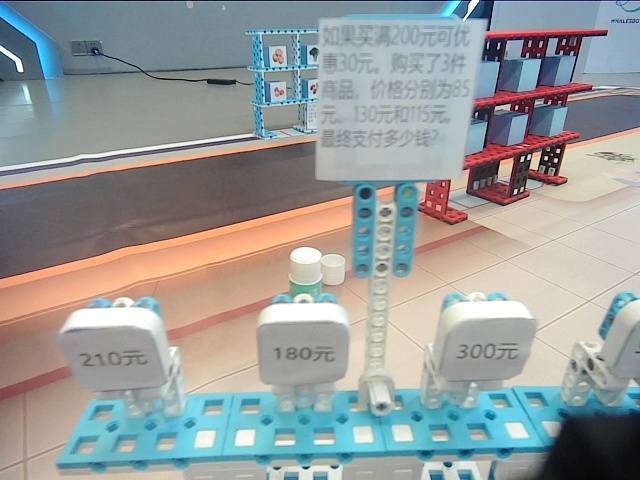 如果买满200元可优
惠30元。购买了3件
商品，价格分别为85
元、130元和115元。
最终支付多少钱?
210元
180元
300元
WHALESBOT